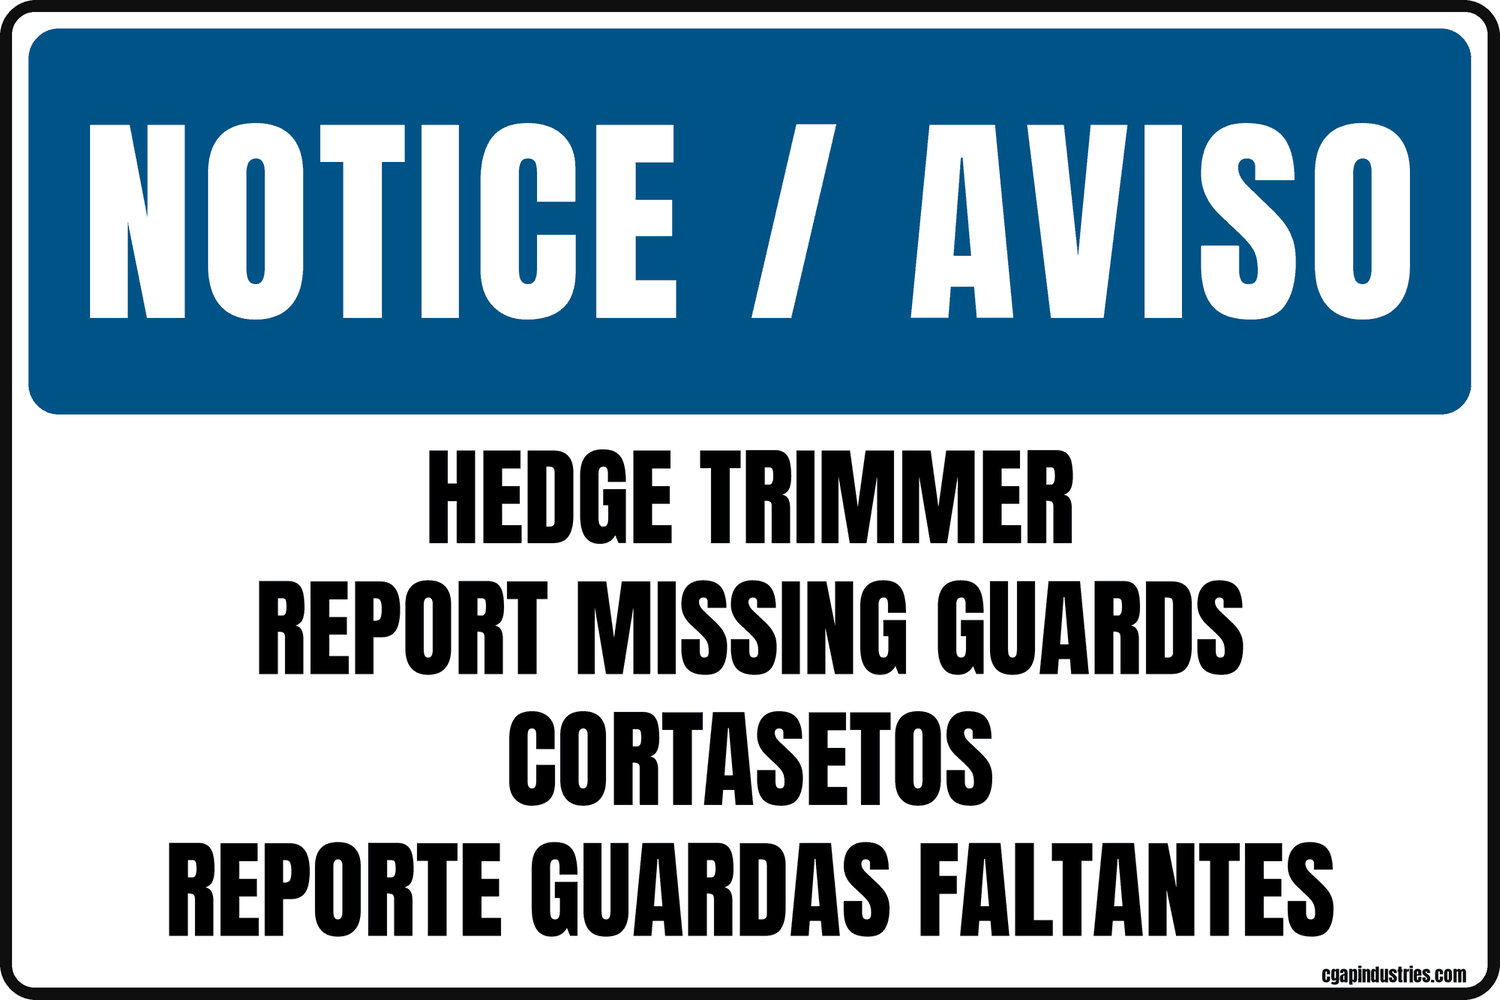 NOTICE / AVISO
HEDGE TRIMMER
REPORT MISSING GUARDS
CORTASETOS
REPORTE GUARDAS FALTANTES
cgapindustries.com